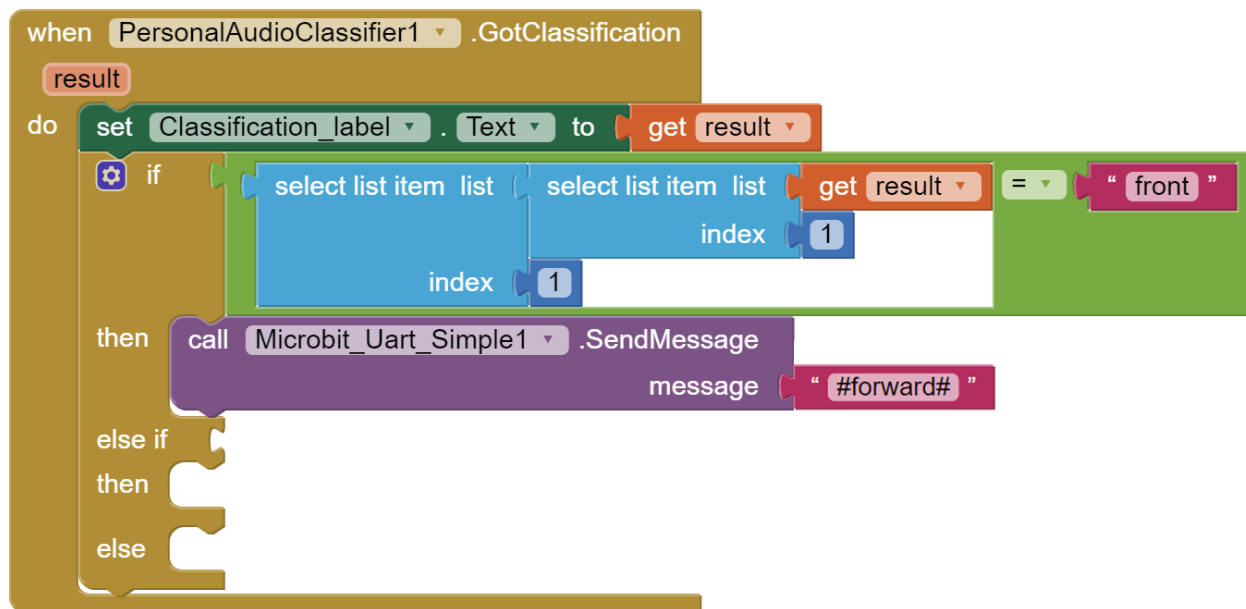 when PersonalAudioClassifier1 .GotClassification
result
do set Classification_label . Text to get result
if select list item list select list item list get result = " front "
index 1
index 1
then call Microbit_Uart_Simple1 .SendMessage
message " #forward# "
else if
then
else